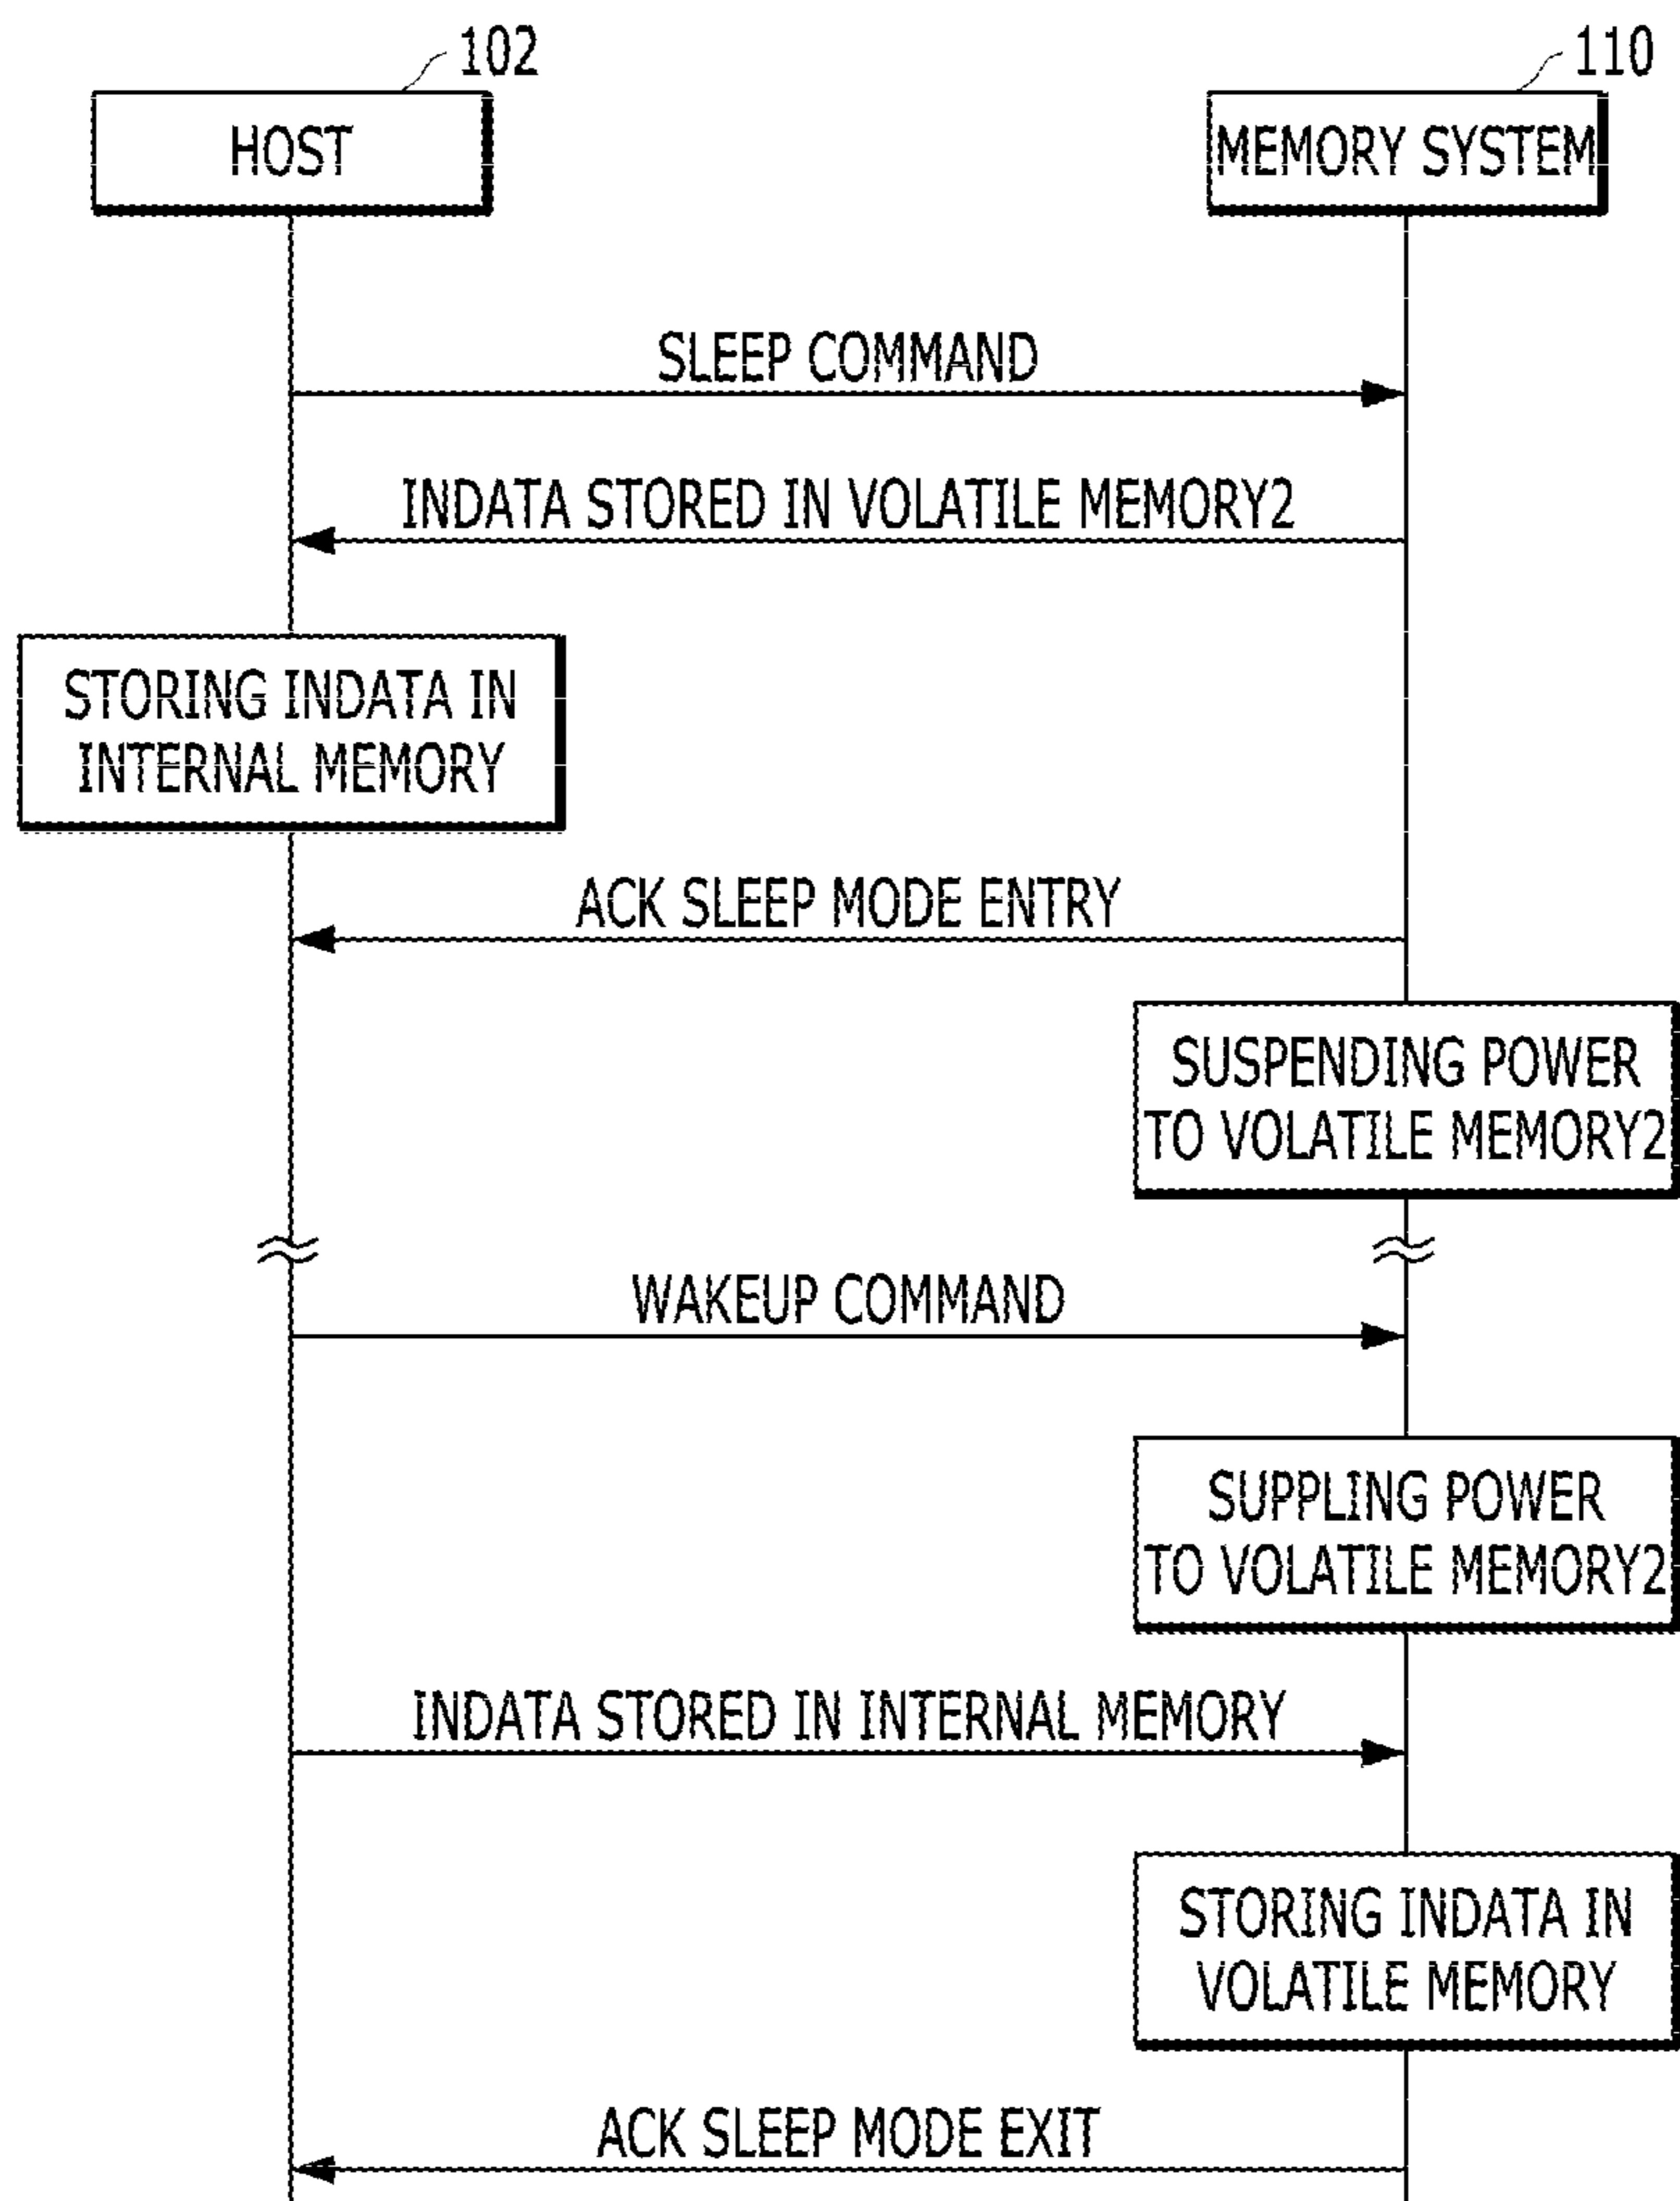 102
110
HOST
MEMORY SYSTEM
SLEEP COMMAND
INDATA STORED IN VOLATILE MEMORY2
STORING INDATA IN
INTERNAL MEMORY
ACK SLEEP MODE ENTRY
SUSPENDING POWER
TO VOLATILE MEMORY2
WAKEUP COMMAND
SUPPLING POWER
TO VOLATILE MEMORY2
INDATA STORED IN INTERNAL MEMORY
STORING INDATA IN
VOLATILE MEMORY
ACK SLEEP MODE EXIT